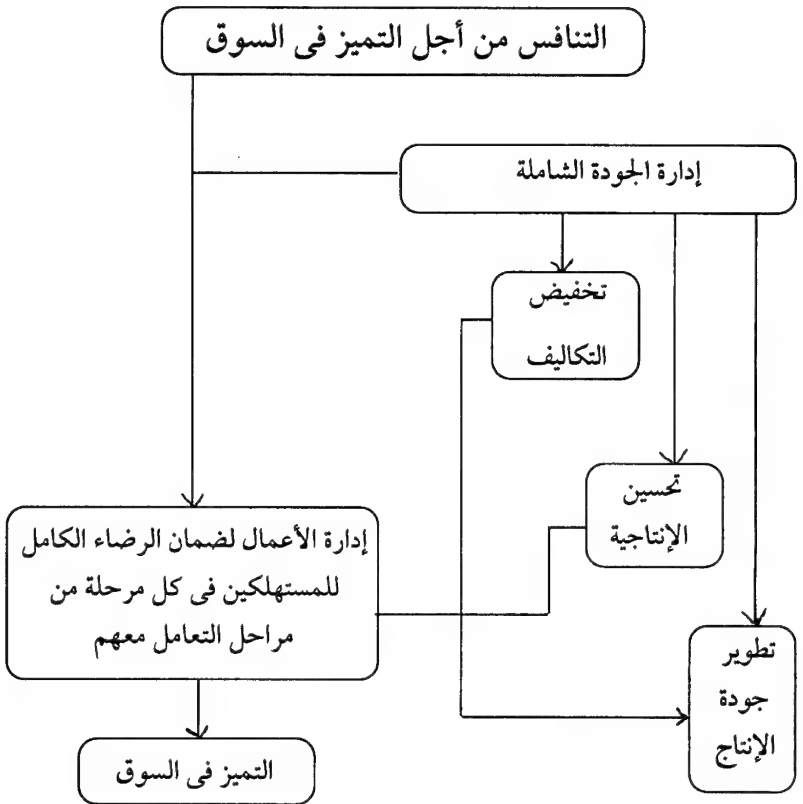 التنافس من أجل التميز فى السوق
إدارة الجودة الشاملة
تخفيض
التكاليف
تحسين
الإنتاجية
إدارة الأعمال لضمان الرضاء الكامل
للمستهلكين فى كل مرحلة من
مراحل التعامل معهم
تطوير
جودة
الإنتاج
التميز فى السوق